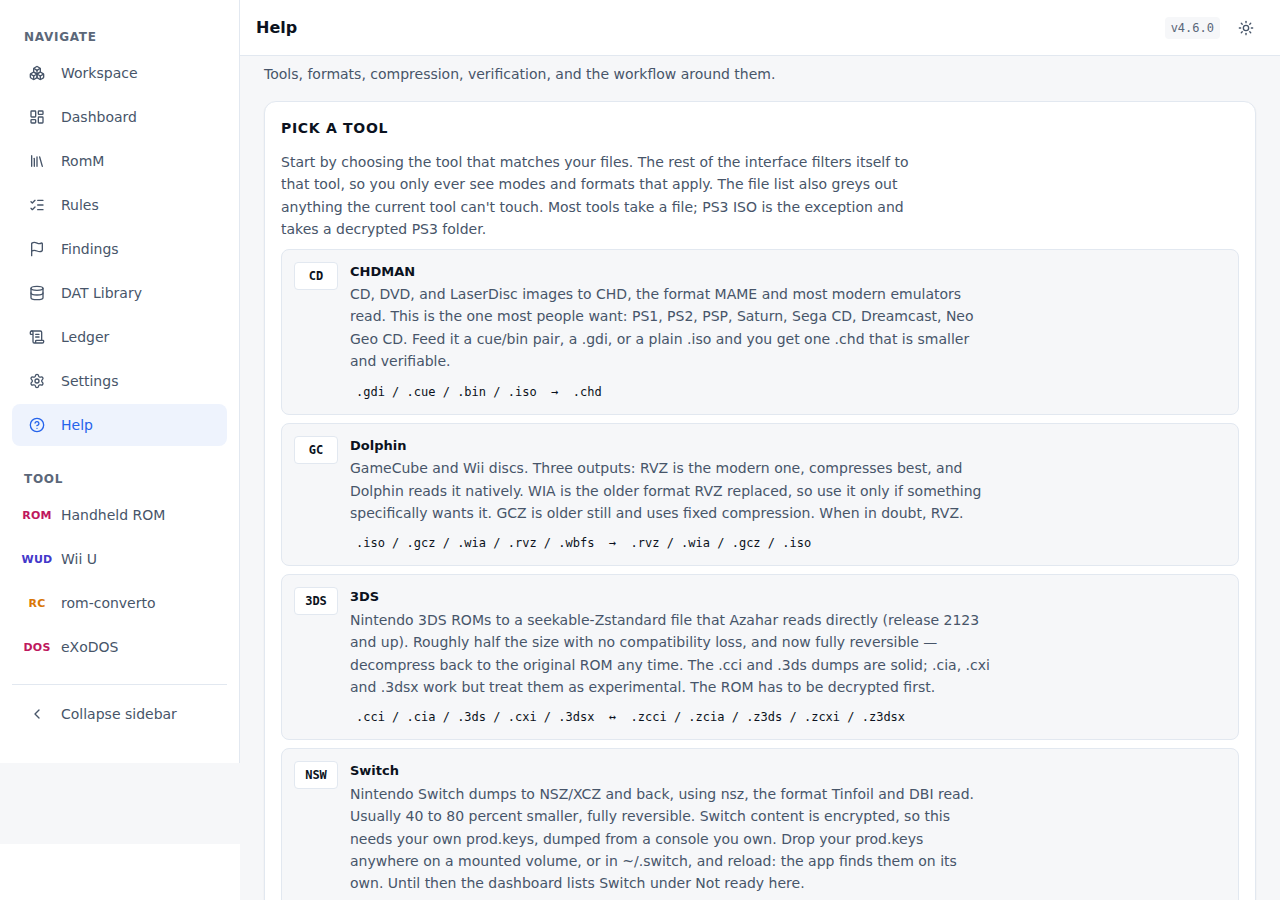 NAVIGATE
Workspace
Dashboard
RomM
Rules
Findings
DAT Library
Ledger
Settings
Help
TOOL
ROM Handheld ROM
WUD Wii U
RC rom-converto
DOS eXoDOS
Collapse sidebar
Help
v4.6.0
Tools, formats, compression, verification, and the workflow around them.
PICK A TOOL
Start by choosing the tool that matches your files. The rest of the interface filters itself to
that tool, so you only ever see modes and formats that apply. The file list also greys out
anything the current tool can't touch. Most tools take a file; PS3 ISO is the exception and
takes a decrypted PS3 folder.
CD
CHDMAN
CD, DVD, and LaserDisc images to CHD, the format MAME and most modern emulators
read. This is the one most people want: PS1, PS2, PSP, Saturn, Sega CD, Dreamcast, Neo
Geo CD. Feed it a cue/bin pair, a .gdi, or a plain .iso and you get one .chd that is smaller
and verifiable.
.gdi / .cue / .bin / .iso → .chd
GC
Dolphin
GameCube and Wii discs. Three outputs: RVZ is the modern one, compresses best, and
Dolphin reads it natively. WIA is the older format RVZ replaced, so use it only if something
specifically wants it. GCZ is older still and uses fixed compression. When in doubt, RVZ.
.iso / .gcz / .wia / .rvz / .wbfs → .rvz / .wia / .gcz / .iso
3DS
3DS
Nintendo 3DS ROMs to a seekable-Zstandard file that Azahar reads directly (release 2123
and up). Roughly half the size with no compatibility loss, and now fully reversible —
decompress back to the original ROM any time. The .cci and .3ds dumps are solid; .cia, .cxi
and .3dsx work but treat them as experimental. The ROM has to be decrypted first.
.cci / .cia / .3ds / .cxi / .3dsx ↔ .zcci / .zcia / .z3ds / .zcxi / .z3dsx
NSW
Switch
Nintendo Switch dumps to NSZ/XCZ and back, using nsz, the format Tinfoil and DBI read.
Usually 40 to 80 percent smaller, fully reversible. Switch content is encrypted, so this
needs your own prod.keys, dumped from a console you own. Drop your prod.keys
anywhere on a mounted volume, or in ~/.switch, and reload: the app finds them on its
own. Until then the dashboard lists Switch under Not ready here.